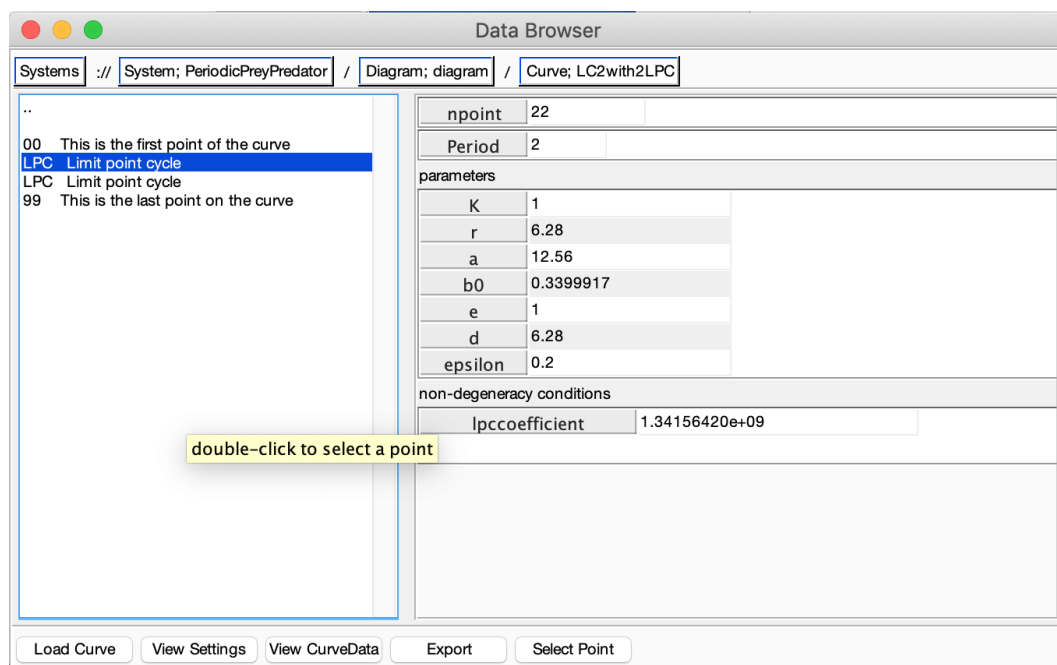 Data Browser
Systems :// System; PeriodicPreyPredator / Diagram; diagram / Curve; LC2with2LPC
..
00 This is the first point of the curve
LPC Limit point cycle
LPC Limit point cycle
99 This is the last point on the curve
npoint 22
Period 2
parameters
K 1
r 6.28
a 12.56
b0 0.3399917
e 1
d 6.28
epsilon 0.2
non-degeneracy conditions
lpccoefficient 1.34156420e+09
double-click to select a point
Load Curve View Settings View CurveData Export Select Point